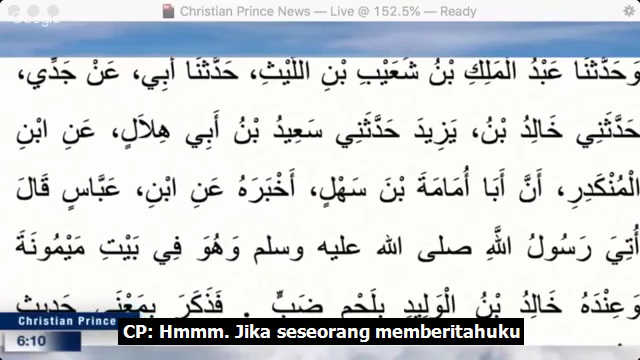 Christian Prince News — Live @ 152.5% — Ready
Google
وَحَدَّثَنَا عَبْدُ الْمَلِكِ بْنُ شُعَيْبِ بْنِ اللَّيْثِ، حَدَّثَنَا أَبِي، عَنْ جَدِّي،
حَدَّثَنِي خَالِدُ بْنُ، يَزِيدَ حَدَّثَنِي سَعِيدُ بْنُ أَبِي هِلاَلٍ، عَنِ ابْنِ
الْمُنْكَدِرِ، أَنَّ أَبَا أُمَامَةَ بْنَ سَهْلٍ، أَخْبَرَهُ عَنِ ابْنِ، عَبَّاسٍ قَالَ
أُتِيَ رَسُولُ اللَّهِ صلى الله عليه وسلم وَهُوَ فِي بَيْتِ مَيْمُونَةَ
وَعِنْدَهُ خَالِدُ بْنُ الْوَلِيدِ بِلَحْمِ ضَبٍّ . فَذَكَرَ بِمَعْنَى حَدِيثِ
Christian Prince
6:10
CP: Hmmm. Jika seseorang memberitahuku